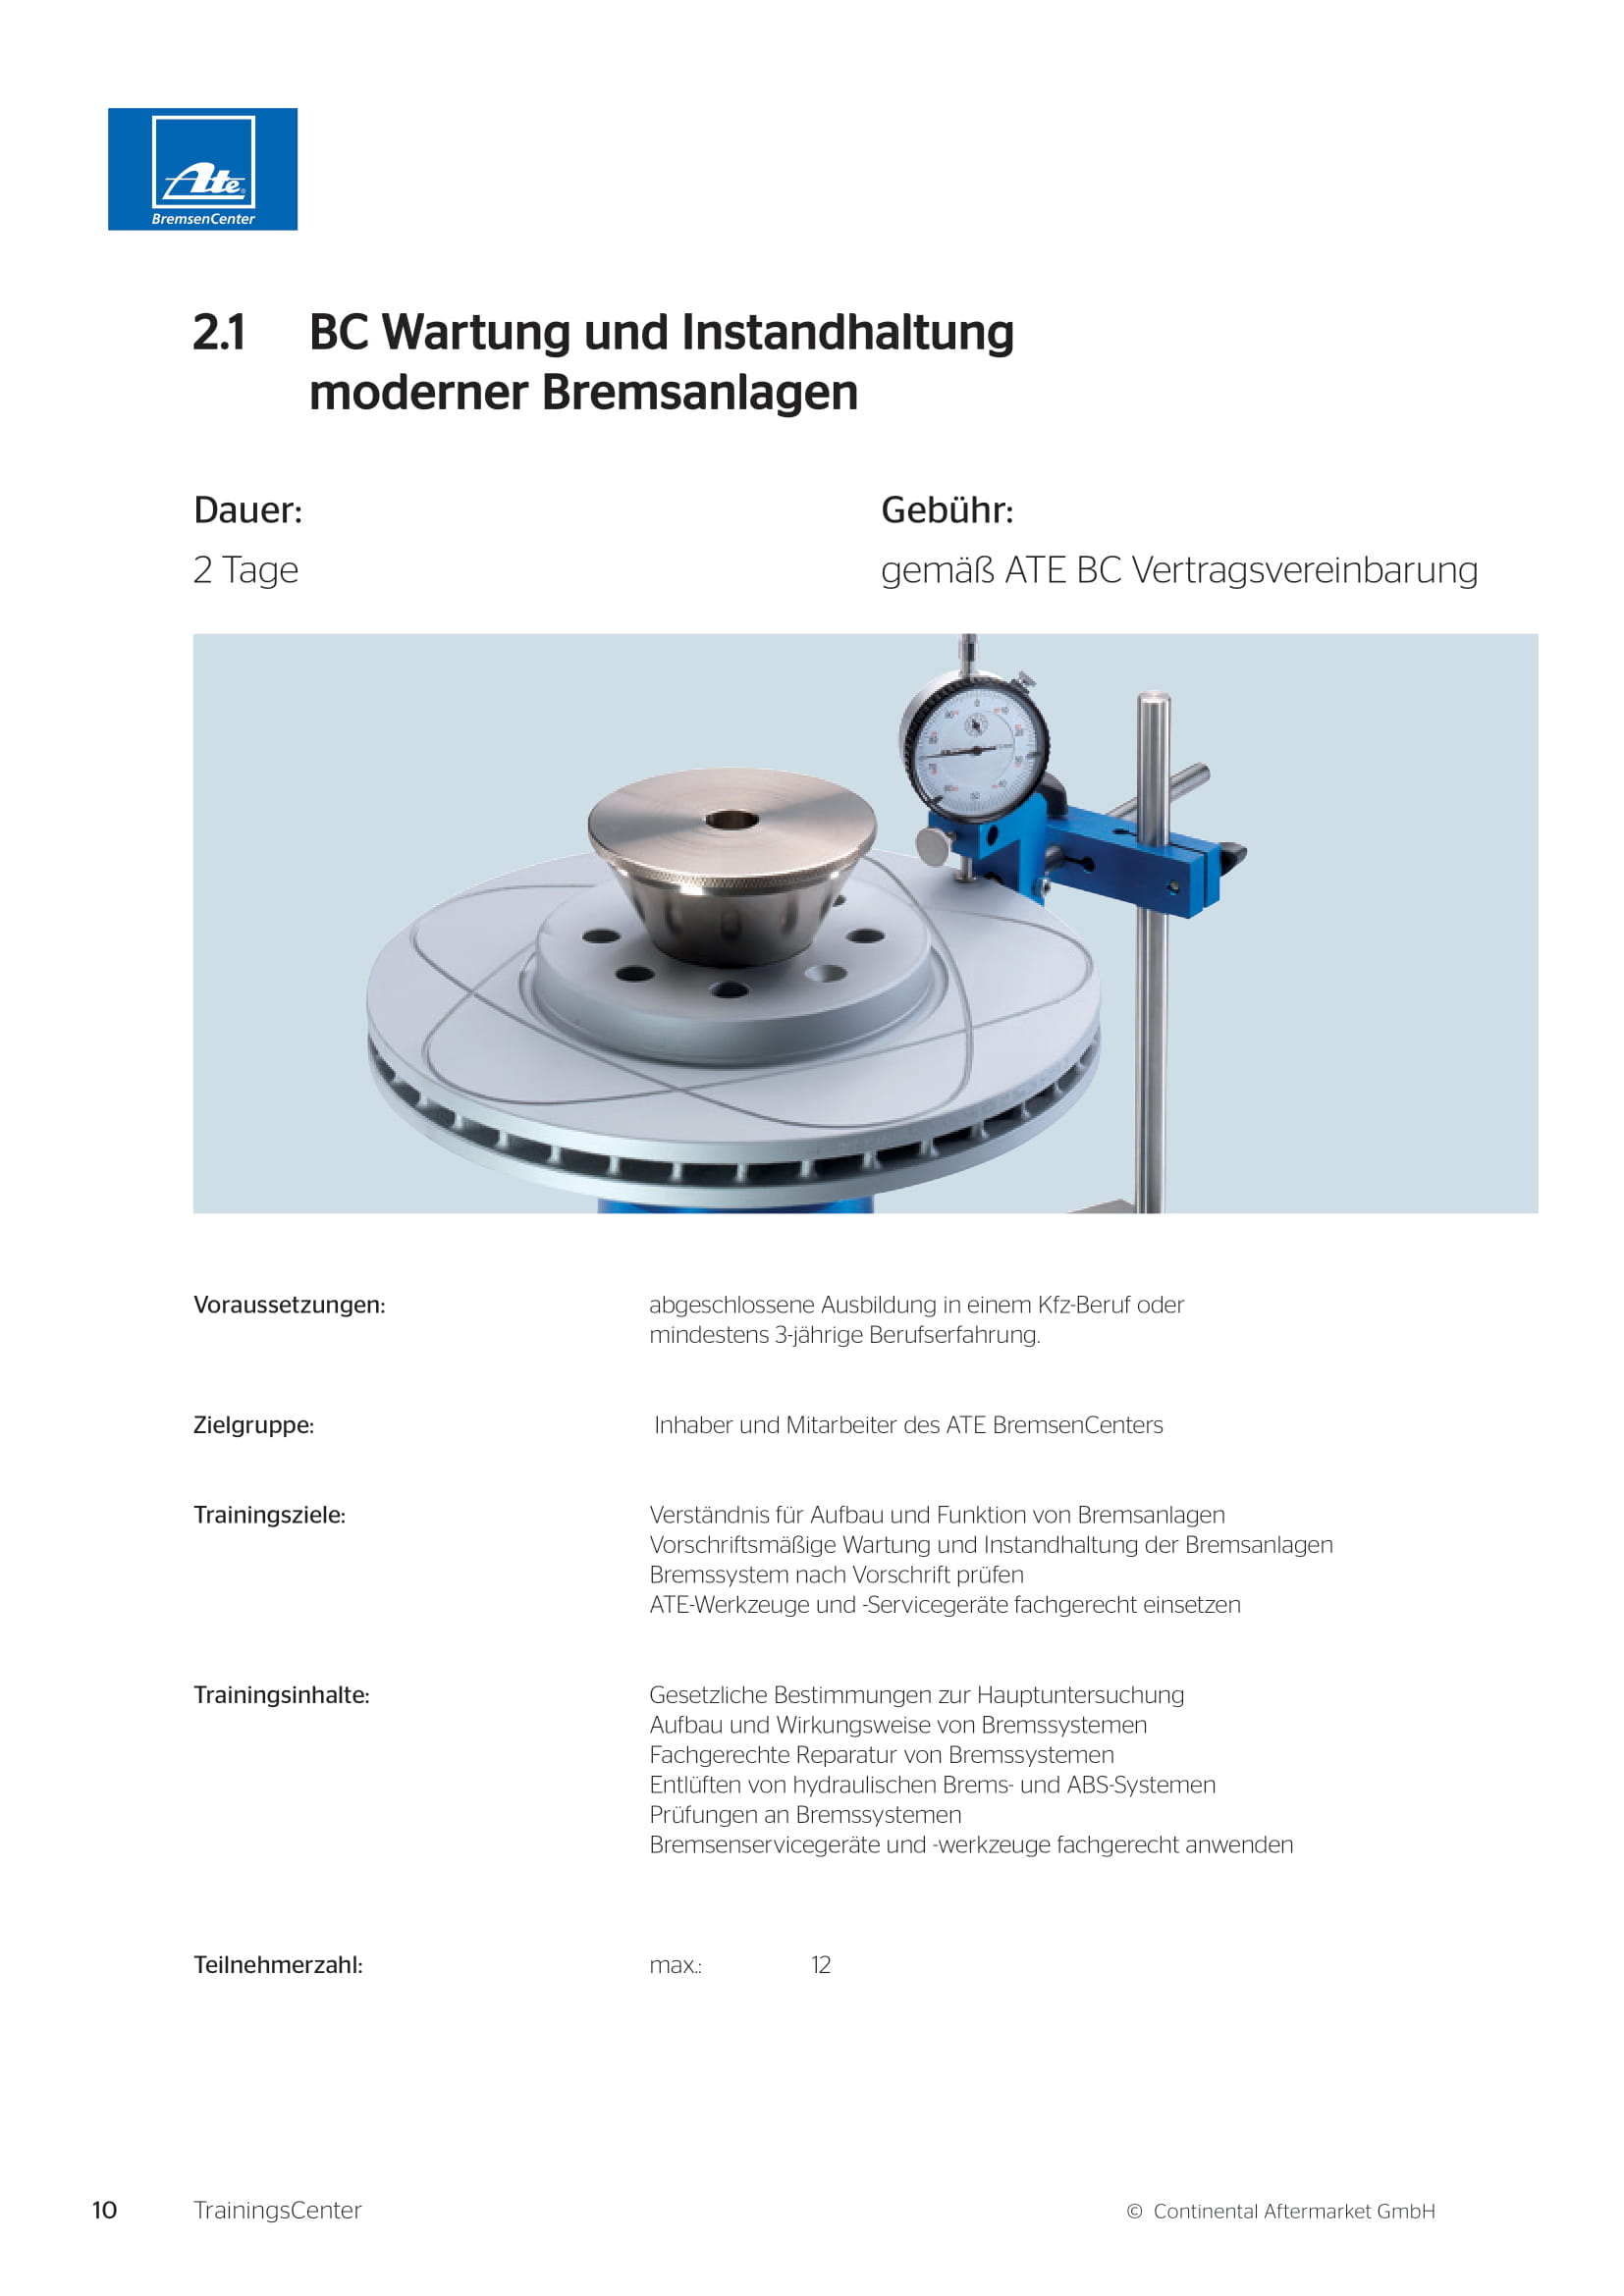 Ate
BremsenCenter
2.1 BC Wartung und Instandhaltung
moderner Bremsanlagen
Dauer: Gebühr:
2 Tage gemäß ATE BC Vertragsvereinbarung
Voraussetzungen: abgeschlossene Ausbildung in einem Kfz-Beruf oder
mindestens 3-jährige Berufserfahrung.
Zielgruppe: Inhaber und Mitarbeiter des ATE BremsenCenters
Trainingsziele: Verständnis für Aufbau und Funktion von Bremsanlagen
Vorschriftsmäßige Wartung und Instandhaltung der Bremsanlagen
Bremssystem nach Vorschrift prüfen
ATE-Werkzeuge und -Servicegeräte fachgerecht einsetzen
Trainingsinhalte: Gesetzliche Bestimmungen zur Hauptuntersuchung
Aufbau und Wirkungsweise von Bremssystemen
Fachgerechte Reparatur von Bremssystemen
Entlüften von hydraulischen Brems- und ABS-Systemen
Prüfungen an Bremssystemen
Bremsenservicegeräte und -werkzeuge fachgerecht anwenden
Teilnehmerzahl: max.: 12
10 TrainingsCenter © Continental Aftermarket GmbH